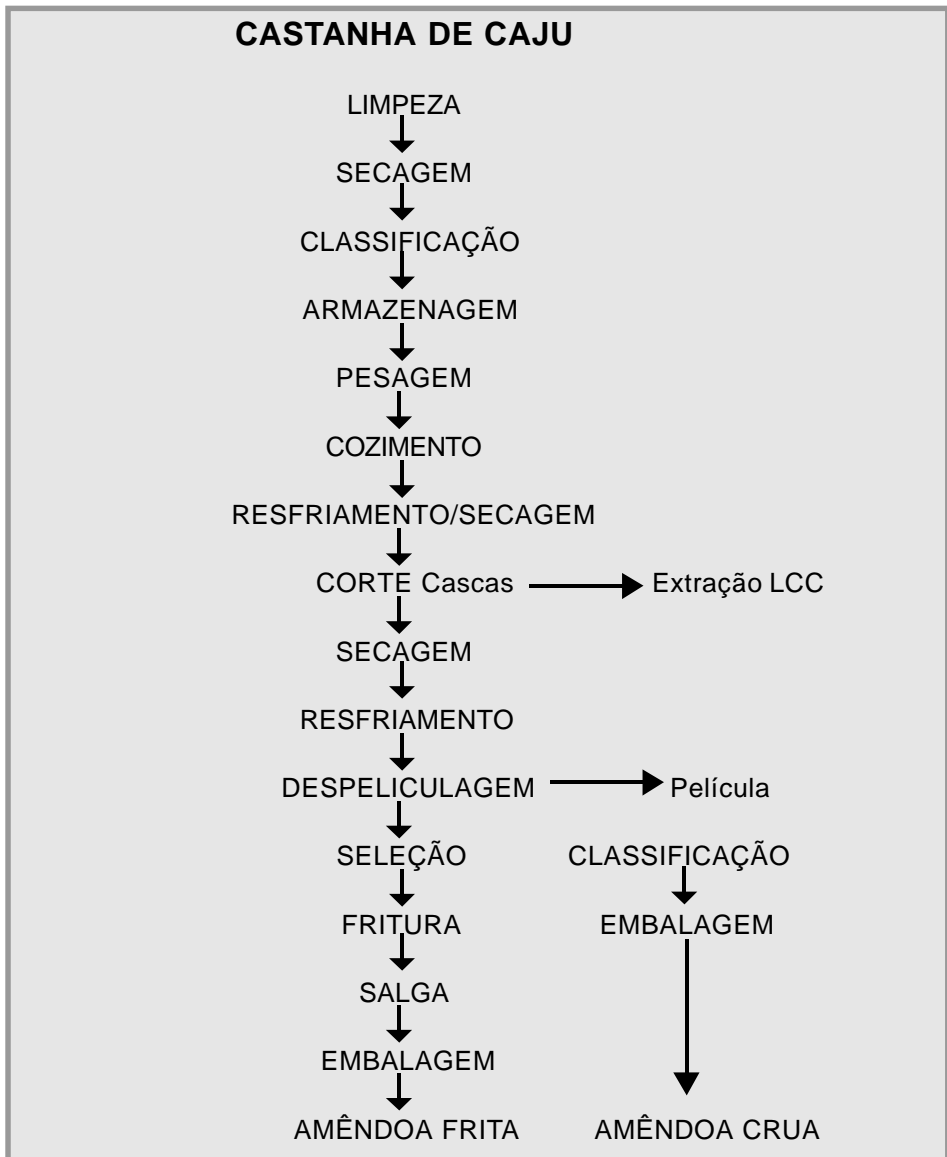 CASTANHA DE CAJU
LIMPEZA
SECAGEM
CLASSIFICAÇÃO
ARMAZENAGEM
PESAGEM
COZIMENTO
RESFRIAMENTO/SECAGEM
CORTE Cascas Extração LCC
SECAGEM
RESFRIAMENTO
DESPELICULAGEM Película
SELEÇÃO CLASSIFICAÇÃO
FRITURA EMBALAGEM
SALGA
EMBALAGEM
AMÊNDOA FRITA AMÊNDOA CRUA